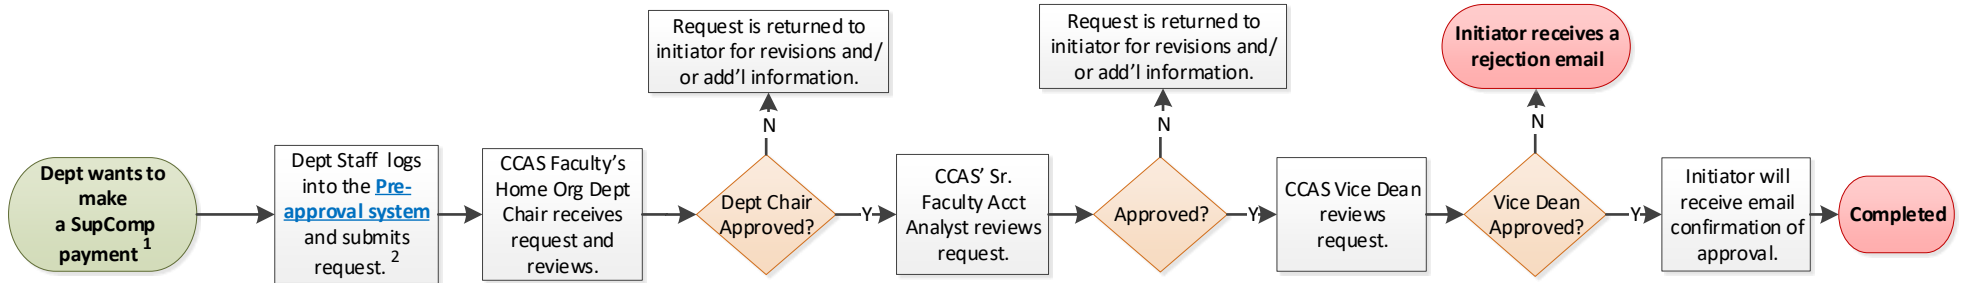 Dept wants to
make
a SupComp
payment 1
Dept Staff logs
into the Pre-
approval system
and submits
request. 2
CCAS Faculty's
Home Org Dept
Chair receives
request and
reviews.
Dept Chair
Approved?
N
Request is returned to
initiator for revisions and/
or add'l information.
Y
CCAS' Sr.
Faculty Acct
Analyst reviews
request.
Approved?
N
Request is returned to
initiator for revisions and/
or add'l information.
Y
CCAS Vice Dean
reviews
request.
Vice Dean
Approved?
N
Initiator receives a
rejection email
Y
Initiator will
receive email
confirmation of
approval.
Completed